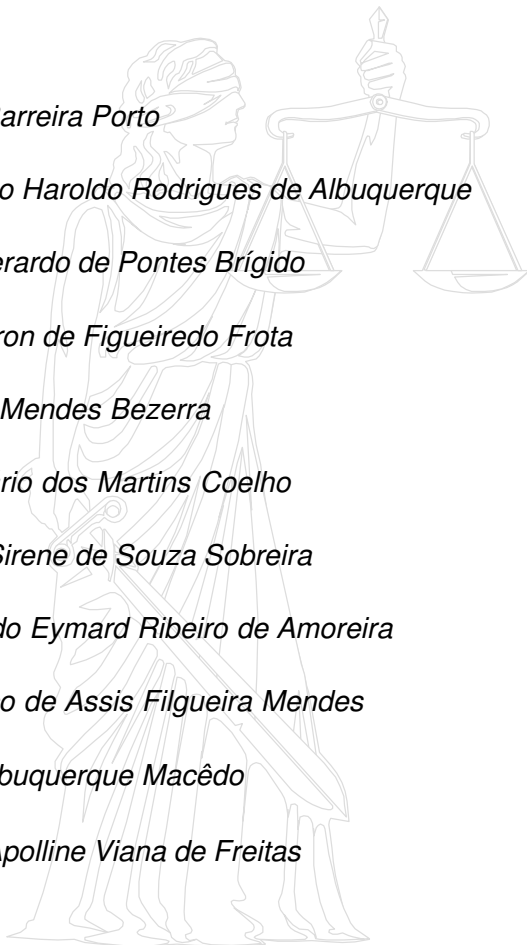 arreira Porto
o Haroldo Rodrigues de Albuquerque
erardo de Pontes Brígido
ron de Figueiredo Frota
Mendes Bezerra
rio dos Martins Coelho
Sirene de Souza Sobreira
do Eymard Ribeiro de Amoreira
o de Assis Filgueira Mendes
buquerque Macêdo
Apolline Viana de Freitas